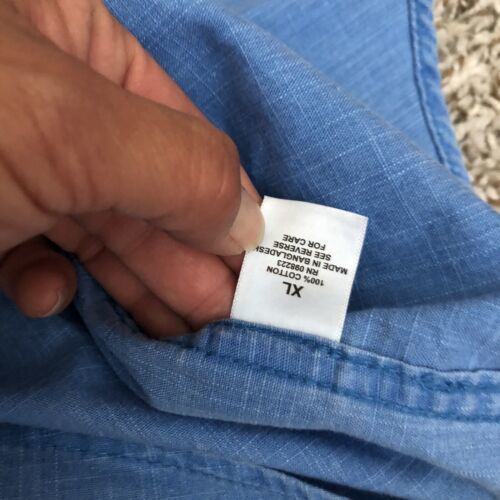 XL
100% COTTON
RN 098223
MADE IN BANGLADESH
SEE REVERSE
FOR CARE